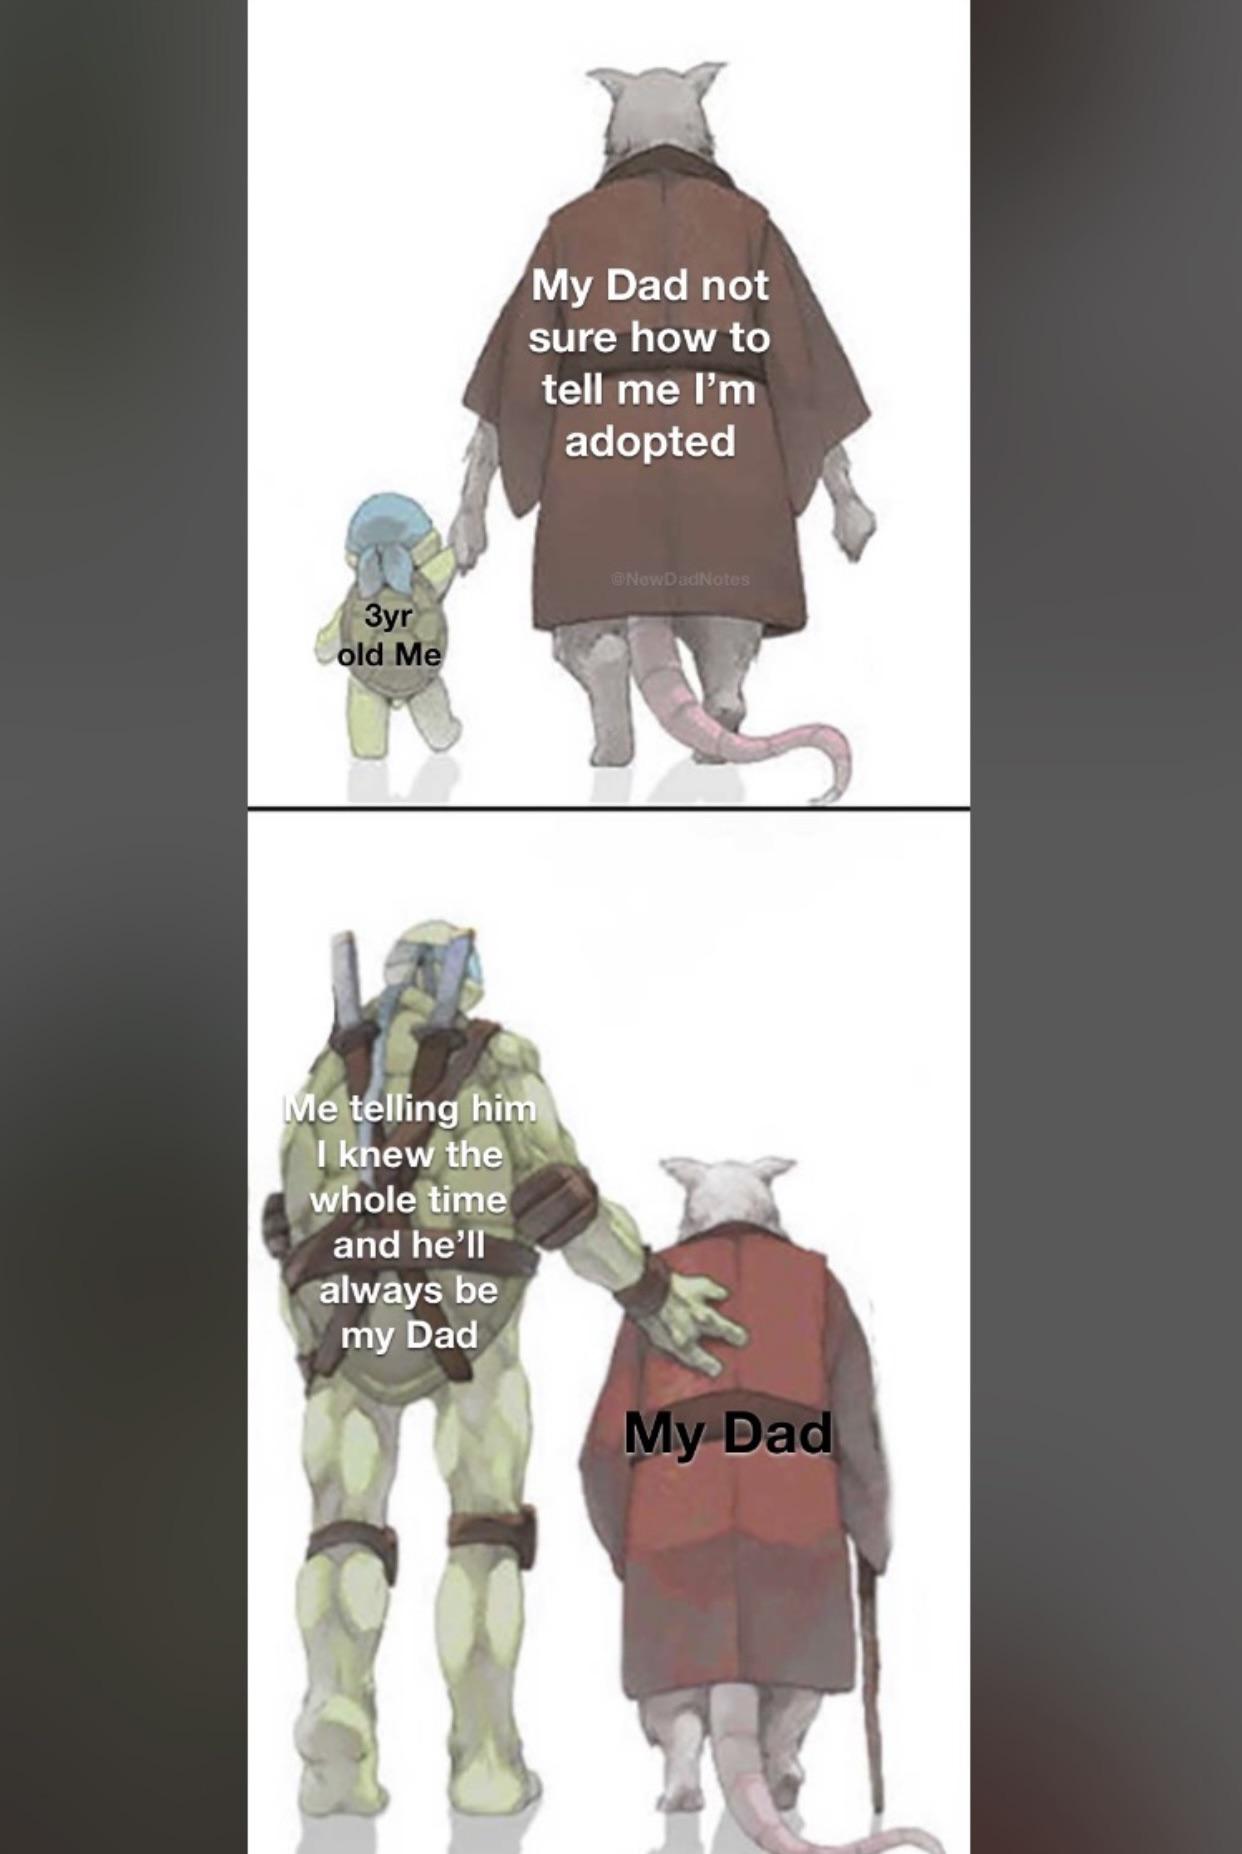 My Dad not
sure how to
tell me I'm
adopted
@NewDadNotes
3yr
old Me
Me telling him
I knew the
whole time
and he'll
always be
my Dad
My Dad